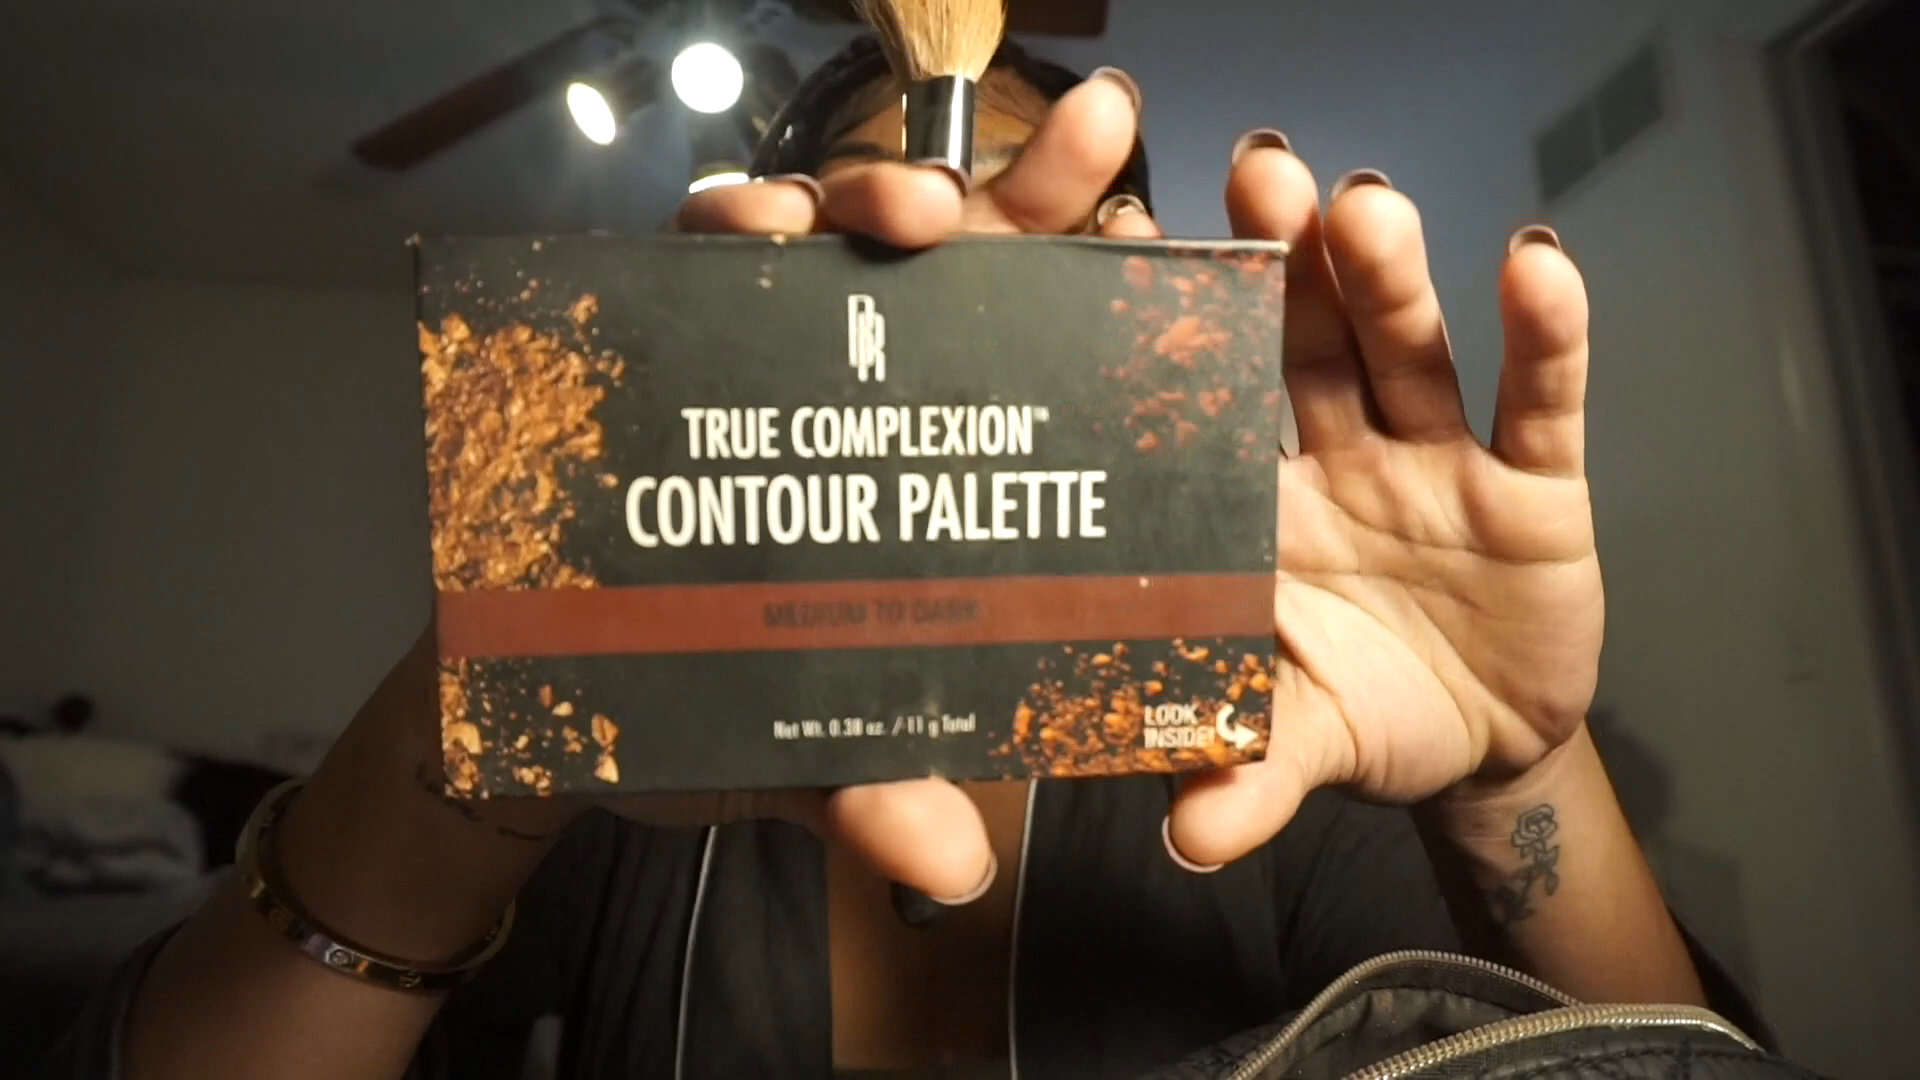 BR
TRUE COMPLEXION™
CONTOUR PALETTE
MEDIUM TO DARK
Net Wt. 0.38 oz. / 11 g Total
LOOK
INSIDE!